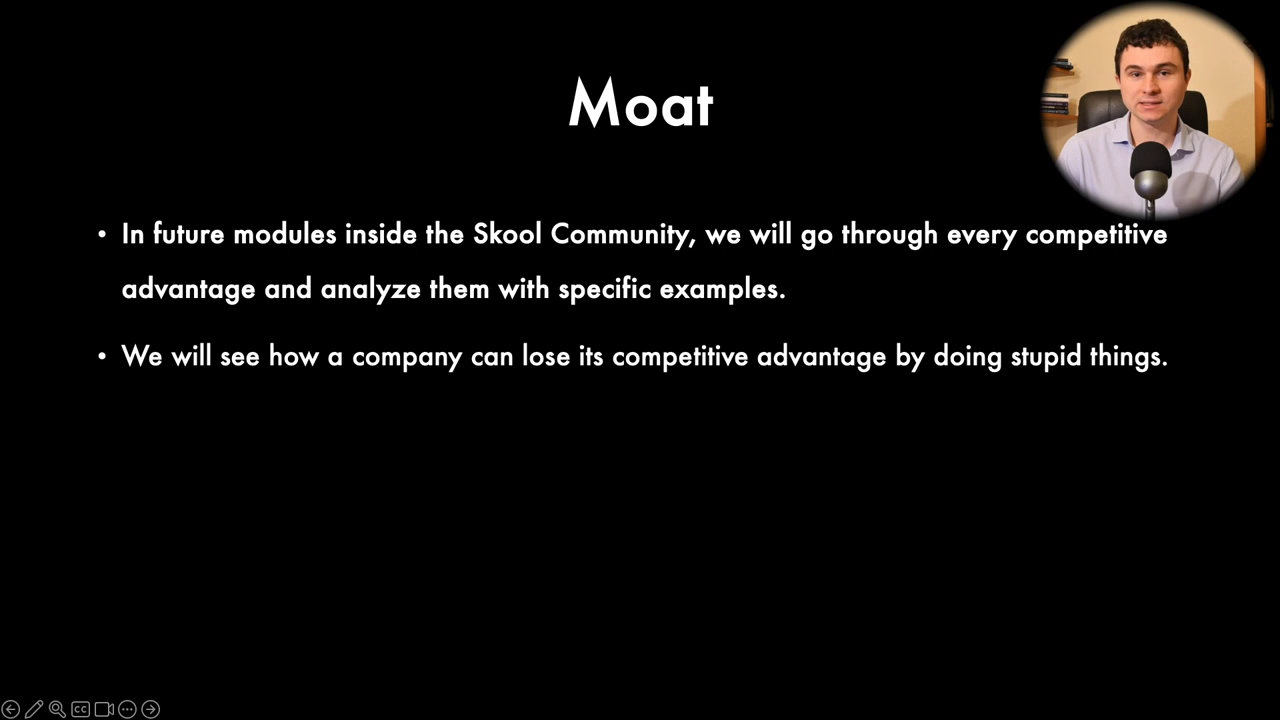 Moat
• In future modules inside the Skool Community, we will go through every competitive
advantage and analyze them with specific examples.
• We will see how a company can lose its competitive advantage by doing stupid things.
CC